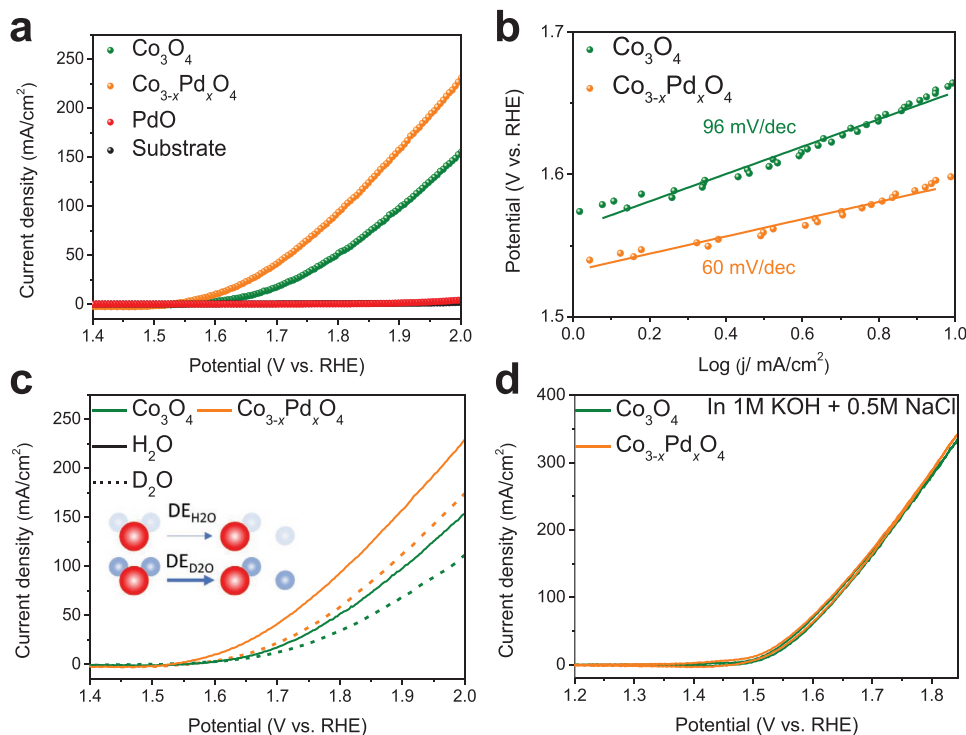 a
Co3O4
Co3-xPdxO4
PdO
Substrate
250
200
150
100
50
0
1.4 1.5 1.6 1.7 1.8 1.9 2.0
Current density (mA/cm2)
Potential (V vs. RHE)
b
Co3O4
Co3-xPdxO4
96 mV/dec
60 mV/dec
1.7
1.6
1.5
0.0 0.2 0.4 0.6 0.8 1.0
Potential (V vs. RHE)
Log (j/ mA/cm2)
c
Co3O4 Co3-xPdxO4
H2O
D2O
DEH2O
DED2O
250
200
150
100
50
0
1.4 1.5 1.6 1.7 1.8 1.9 2.0
Current density (mA/cm2)
Potential (V vs. RHE)
d
Co3O4
In 1M KOH + 0.5M NaCl
Co3-xPdxO4
400
300
200
100
0
1.2 1.3 1.4 1.5 1.6 1.7 1.8
Current density (mA/cm2)
Potential (V vs. RHE)